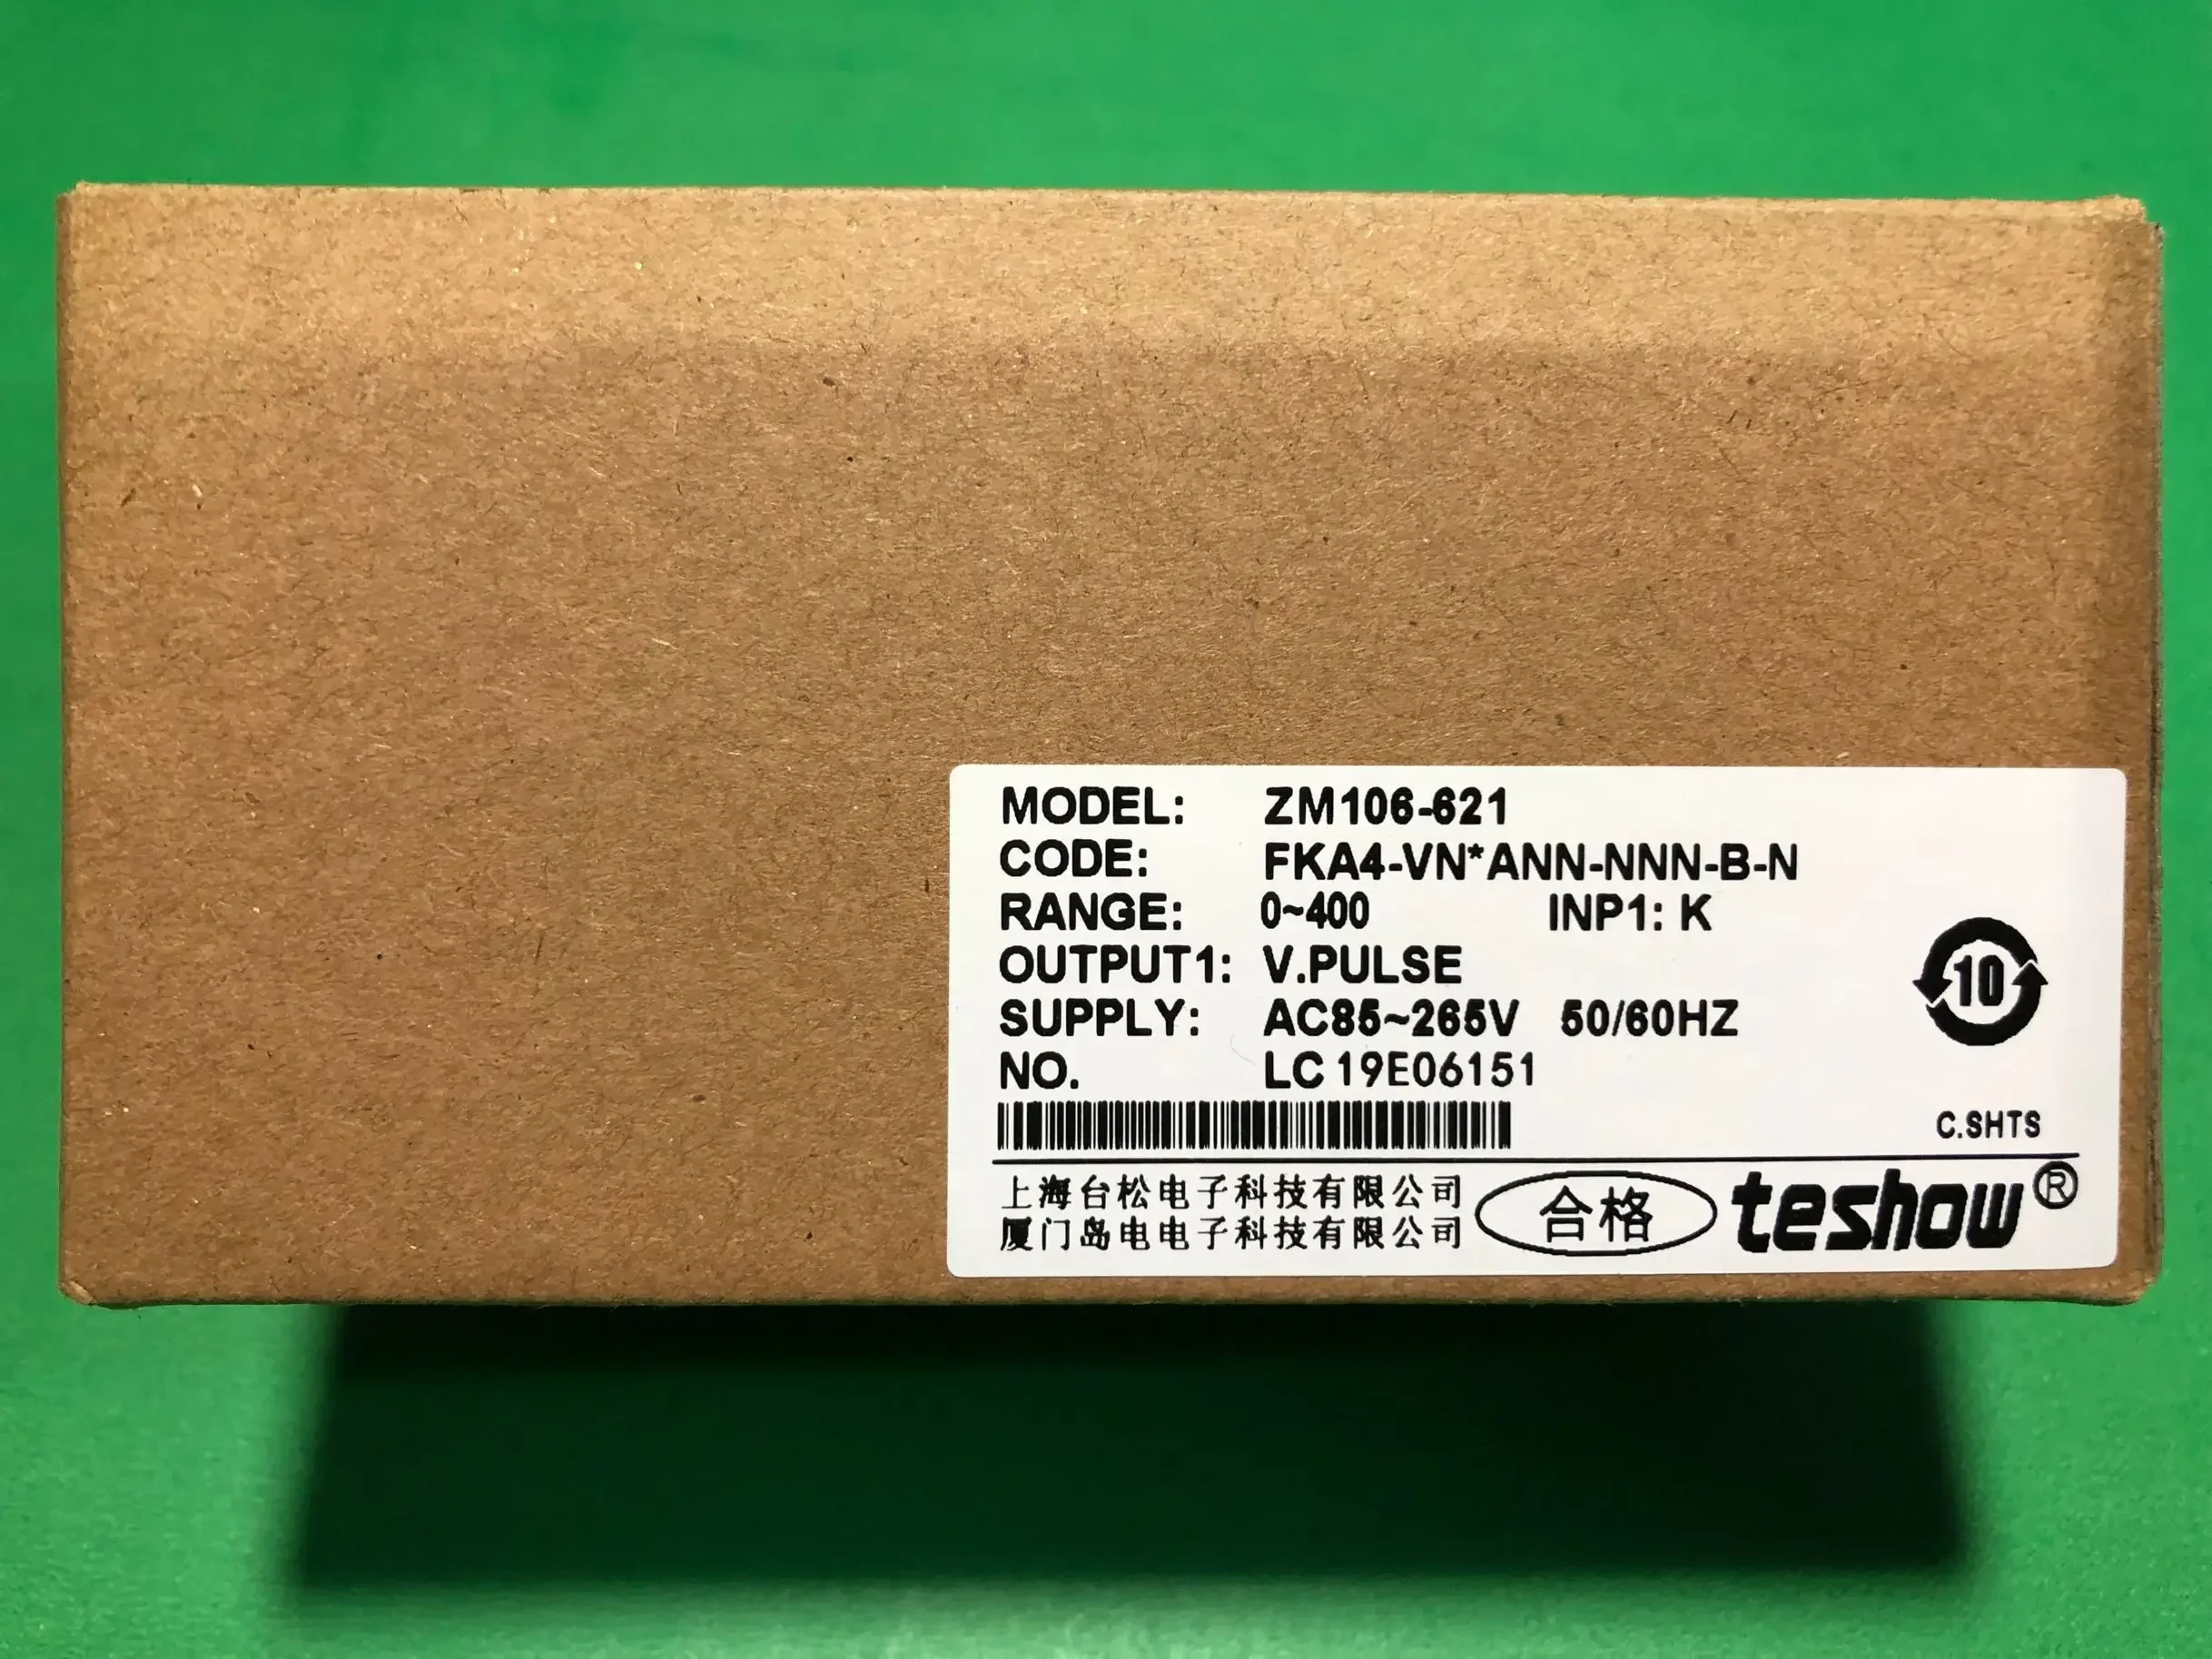 MODEL: ZM106-621
CODE: FKA4-VN*ANN-NNN-B-N
RANGE: 0~400 INP1: K
OUTPUT1: V.PULSE
SUPPLY: AC85~265V 50/60HZ
NO. LC19E06151
10
C.SHTS
上海台松电子科技有限公司
厦门岛电电子科技有限公司
合格
teshow®